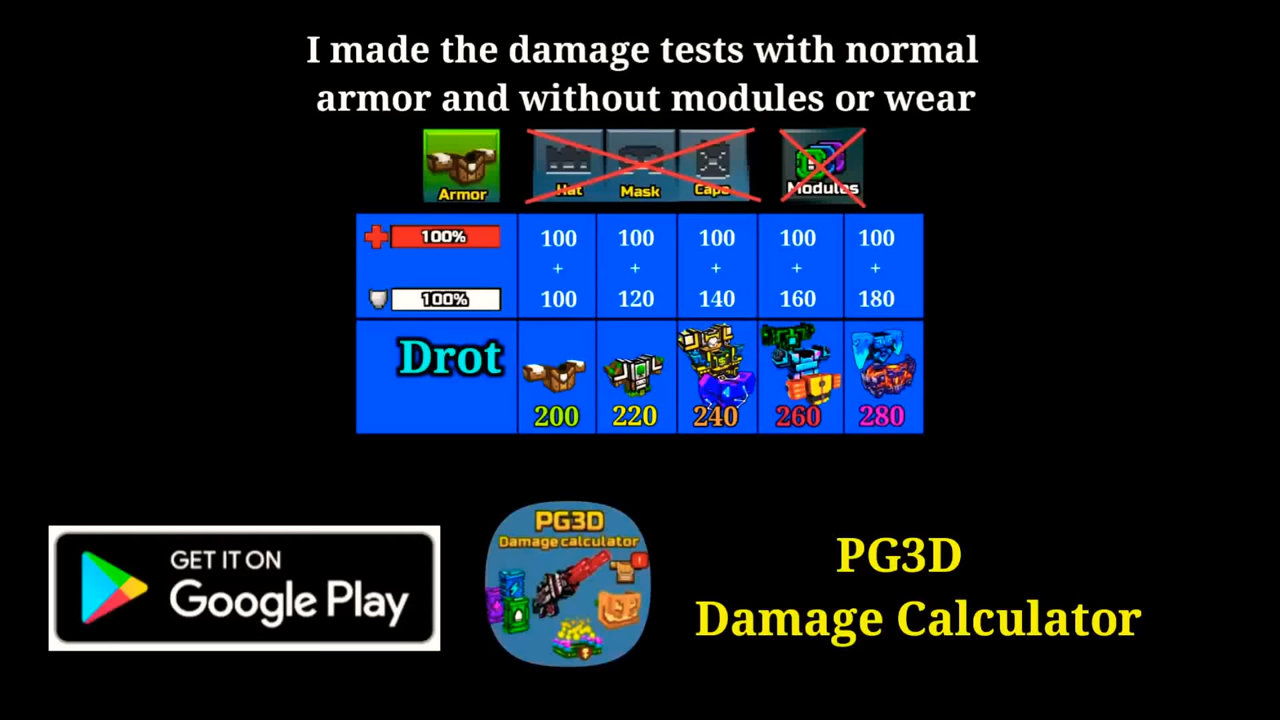 I made the damage tests with normal
armor and without modules or wear
Armor
Hat
Mask
Cape
Modules
100%
100
100
100
100
100
+
+
+
+
+
100%
100
120
140
160
180
Drot
200
220
240
260
280
PG3D
Damage calculator
GET IT ON
Google Play
PG3D
Damage Calculator